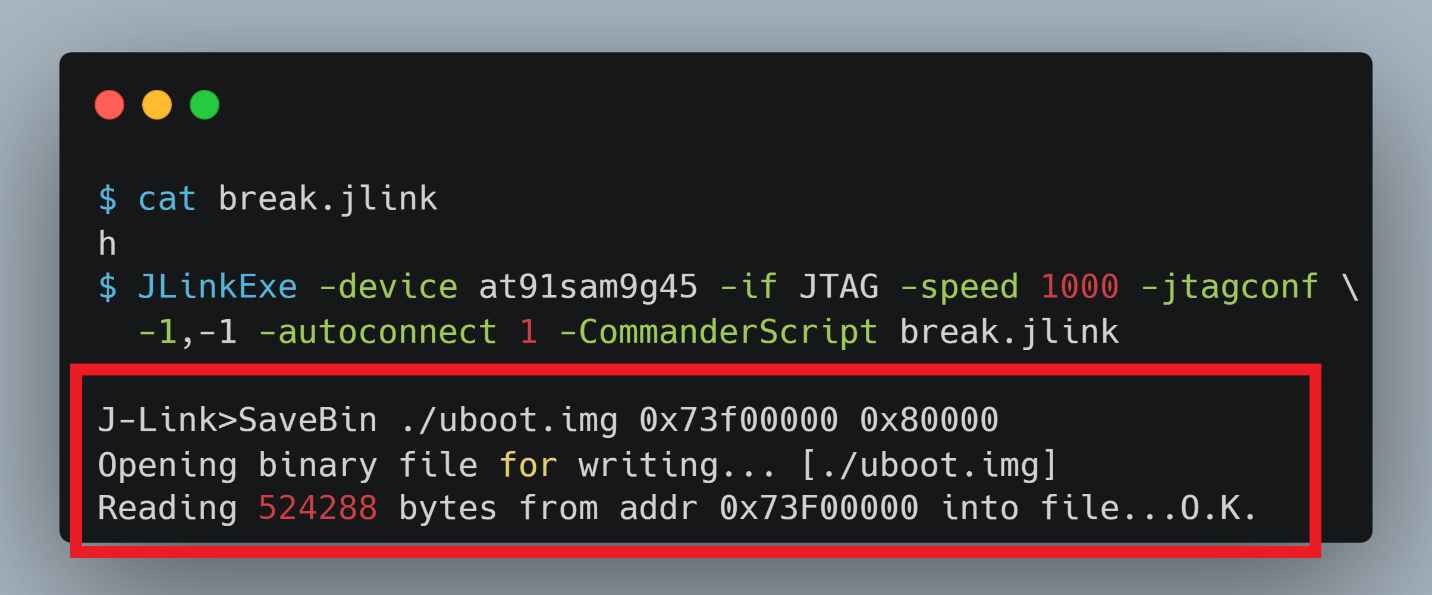 $ cat break.jlink
h
$ JLinkExe -device at91sam9g45 -if JTAG -speed 1000 -jtagconf \
-1,-1 -autoconnect 1 -CommanderScript break.jlink
J-Link>SaveBin ./uboot.img 0x73f00000 0x80000
Opening binary file for writing... [./uboot.img]
Reading 524288 bytes from addr 0x73F00000 into file...O.K.